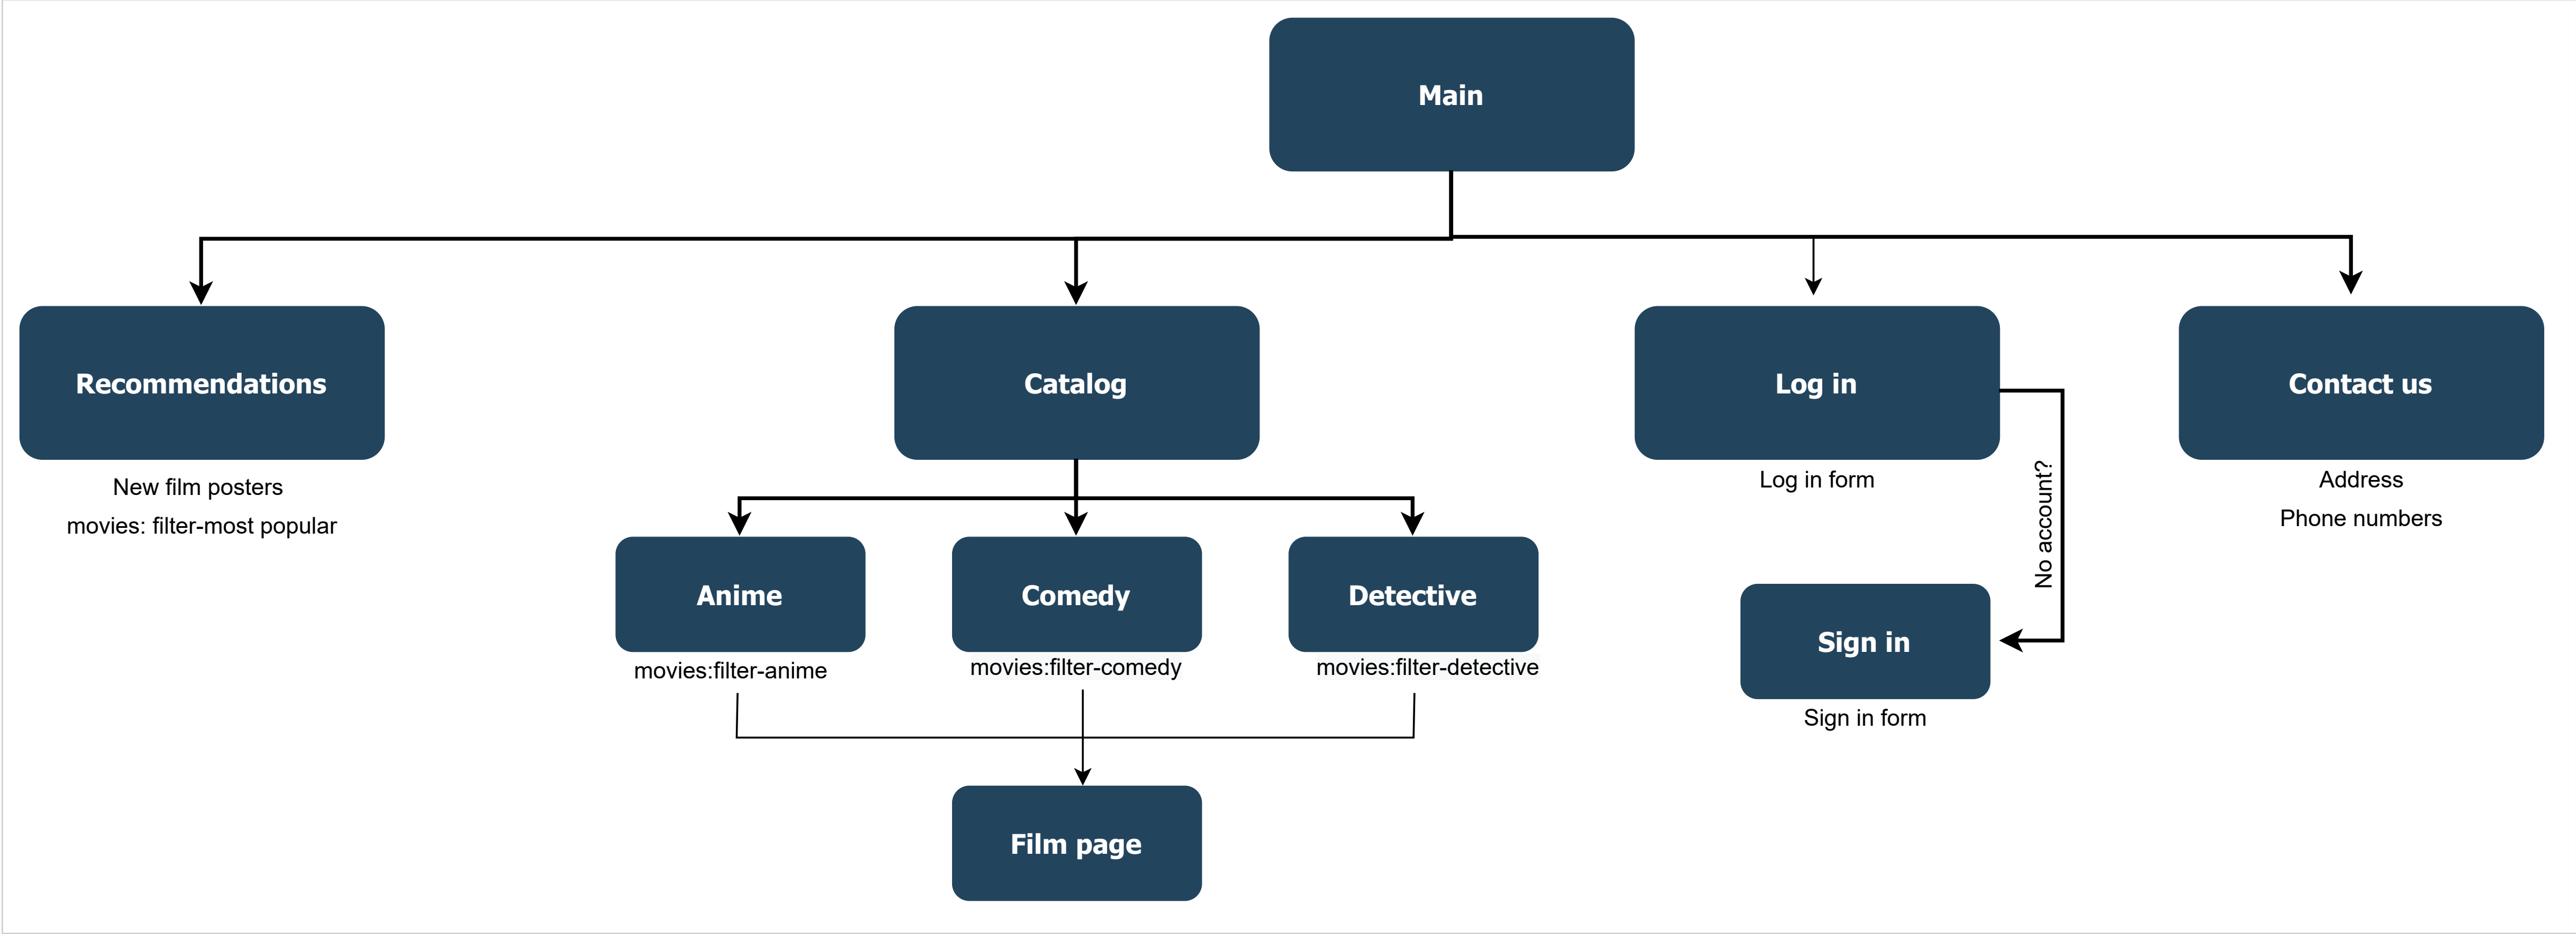 Main
Recommendations
New film posters
movies: filter-most popular
Catalog
Anime
movies:filter-anime
Comedy
movies:filter-comedy
Detective
movies:filter-detective
Film page
Log in
Log in form
No account?
Sign in
Sign in form
Contact us
Address
Phone numbers